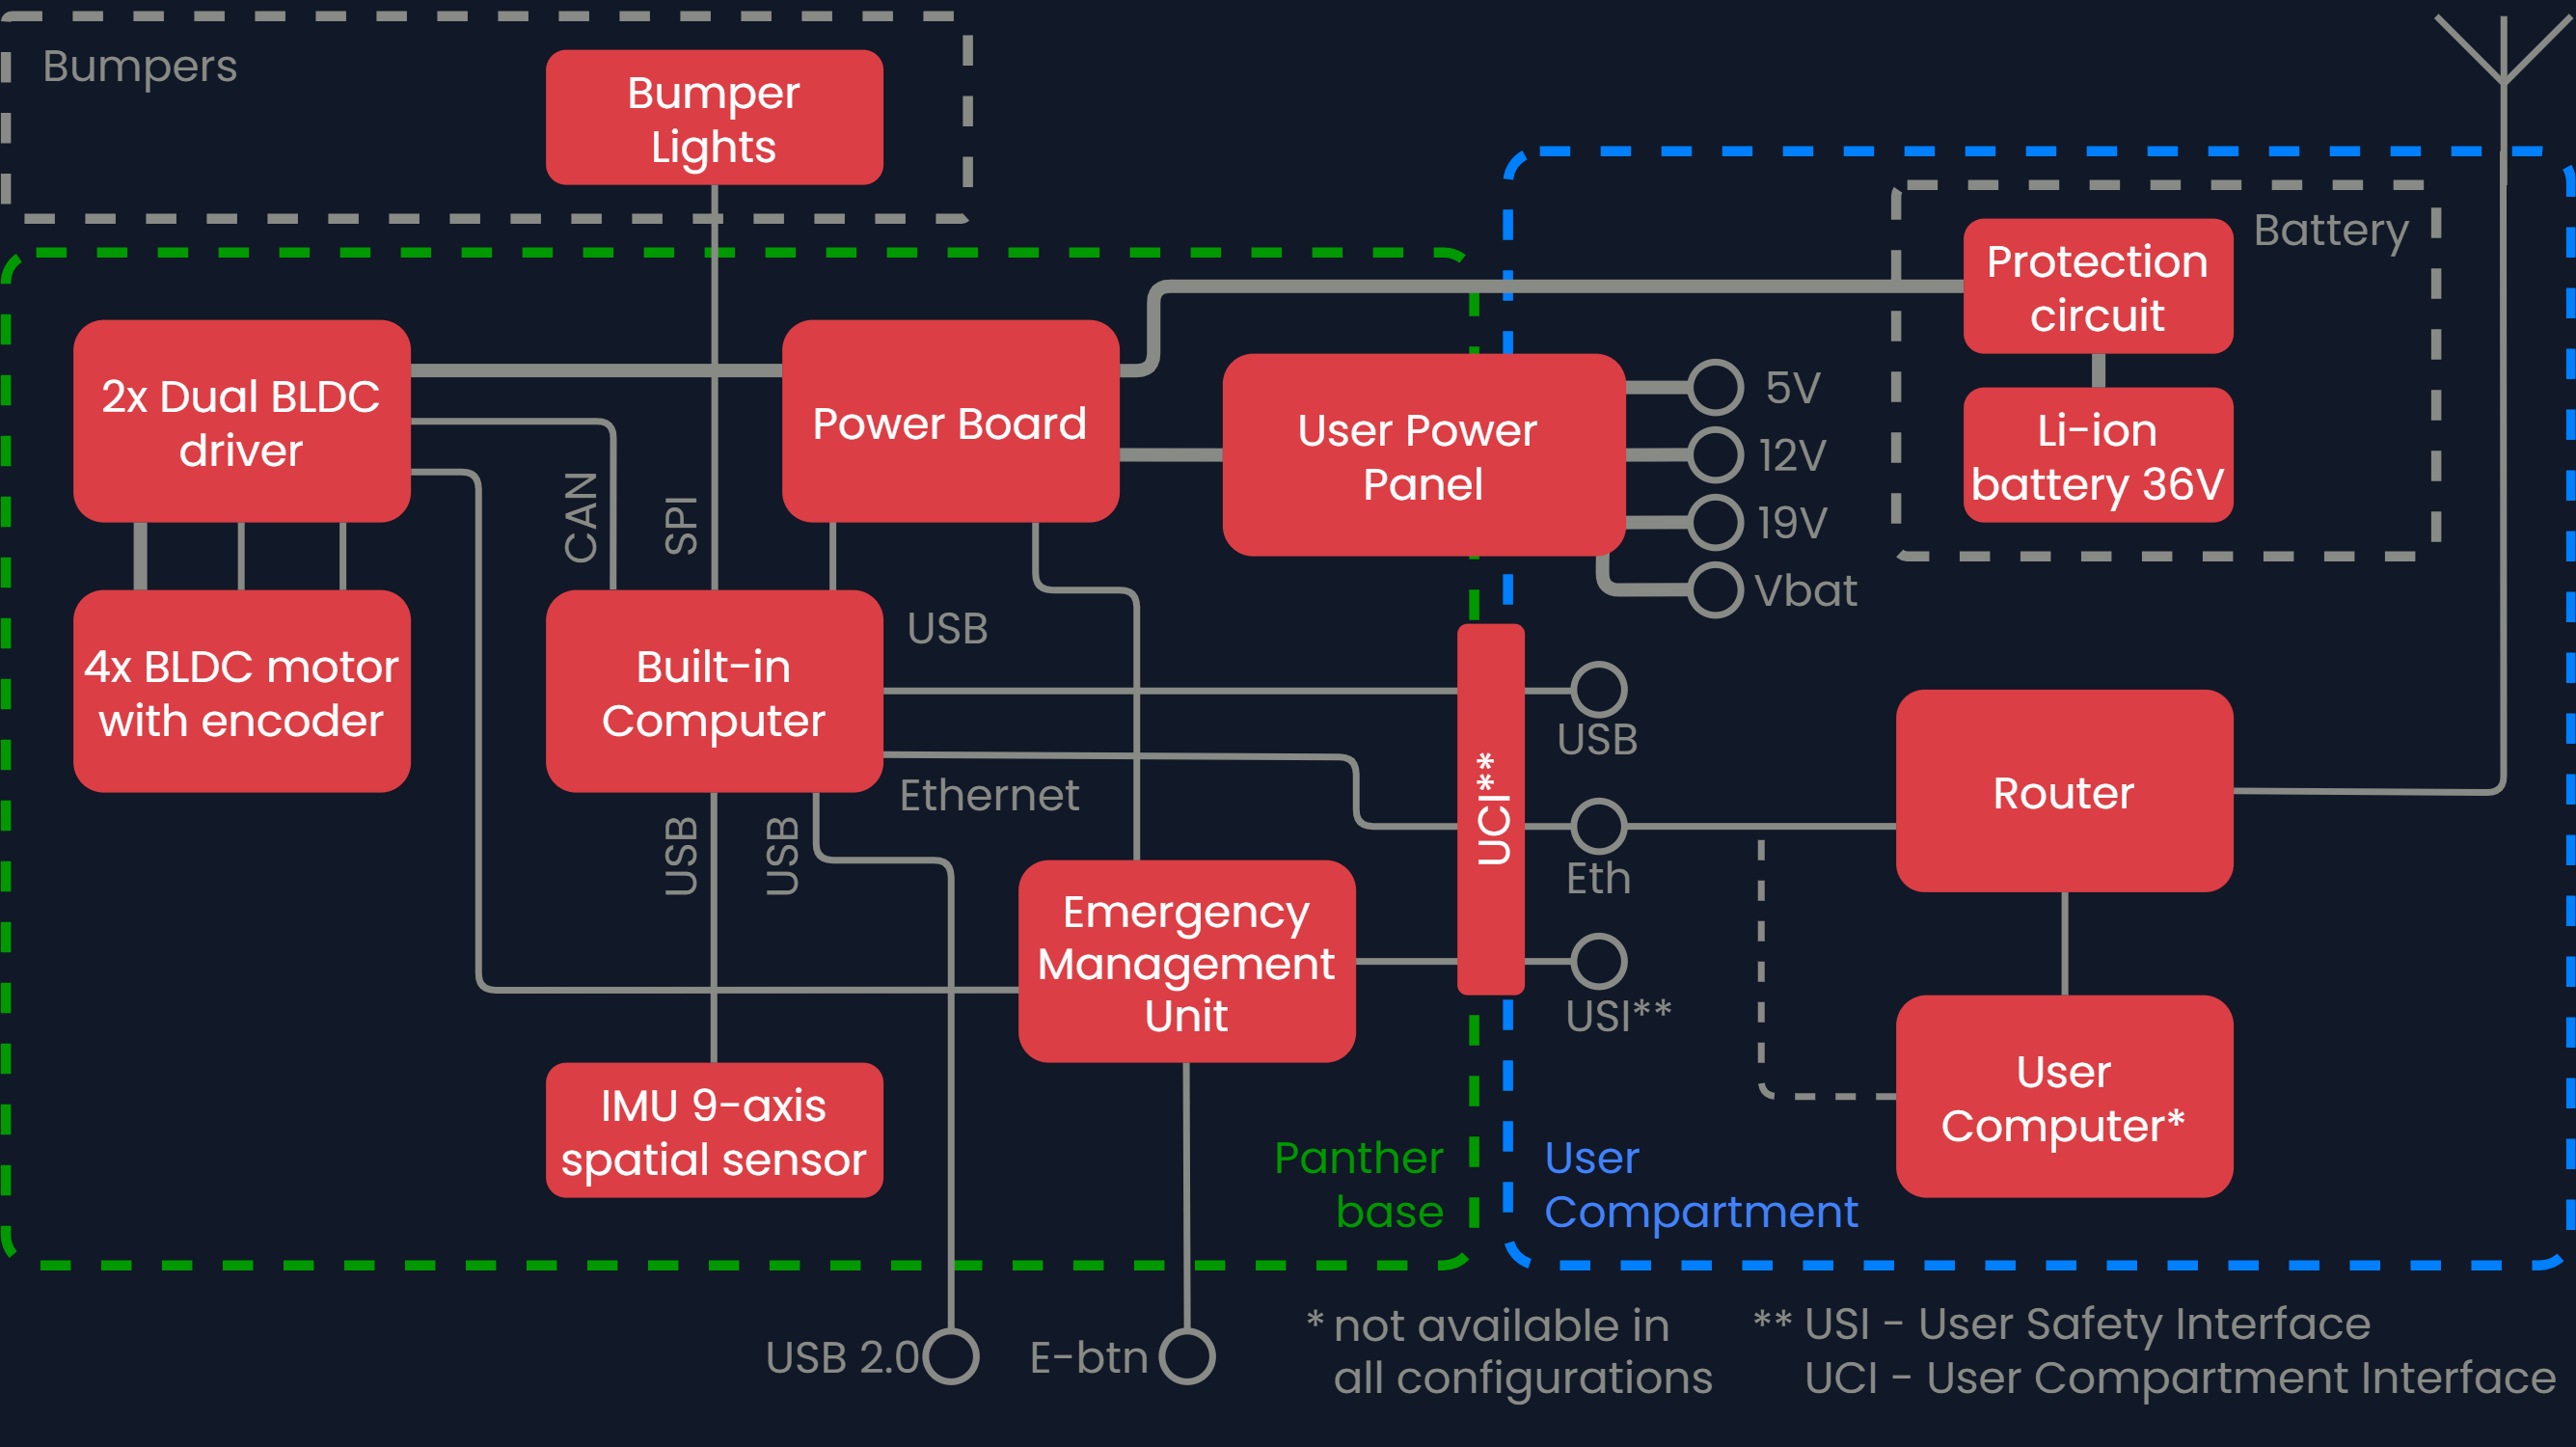 Bumpers
Bumper
Lights
Battery
Protection
circuit
Li-ion
battery 36V
2x Dual BLDC
driver
Power Board
User Power
Panel
5V
12V
19V
Vbat
CAN
SPI
4x BLDC motor
with encoder
Built-in
Computer
USB
USB
UCI**
Ethernet
Eth
Router
USB
USB
Emergency
Management
Unit
USI**
IMU 9-axis
spatial sensor
User
Computer*
Panther
base
User
Compartment
USB 2.0
E-btn
* not available in
all configurations
** USI - User Safety Interface
UCI - User Compartment Interface